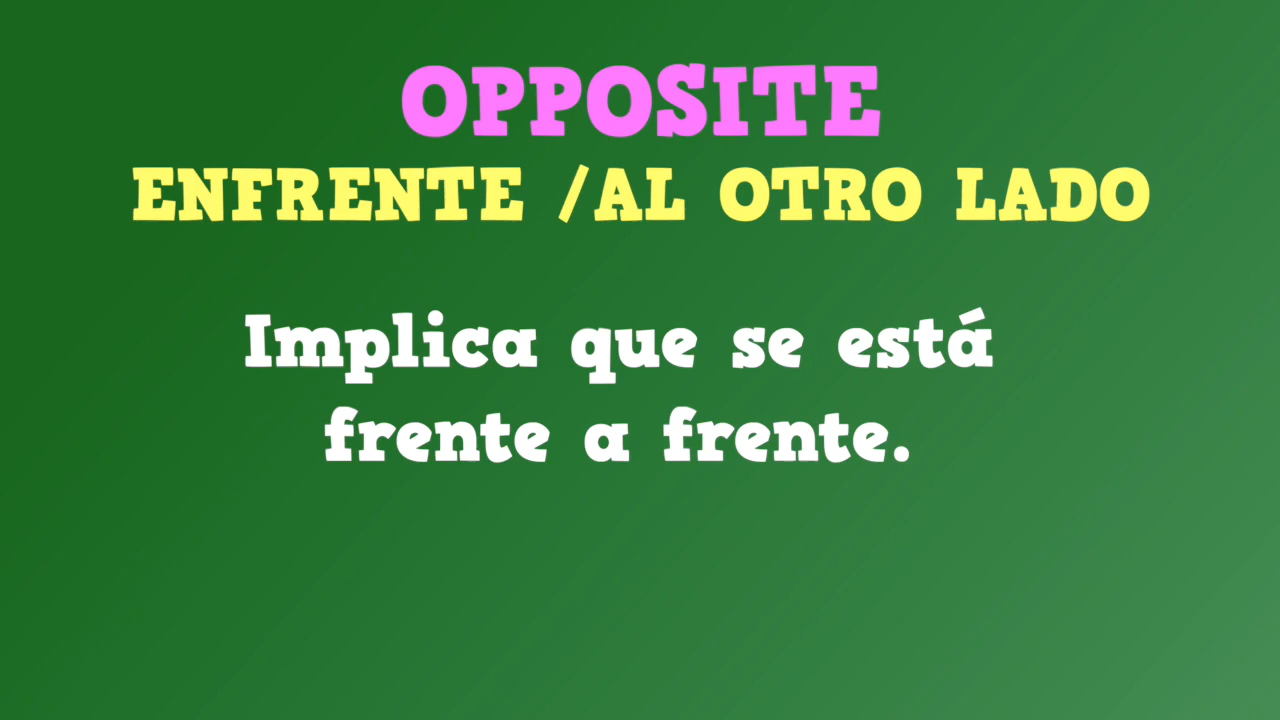 OPPOSITE
ENFRENTE /AL OTRO LADO
Implica que se está
frente a frente.